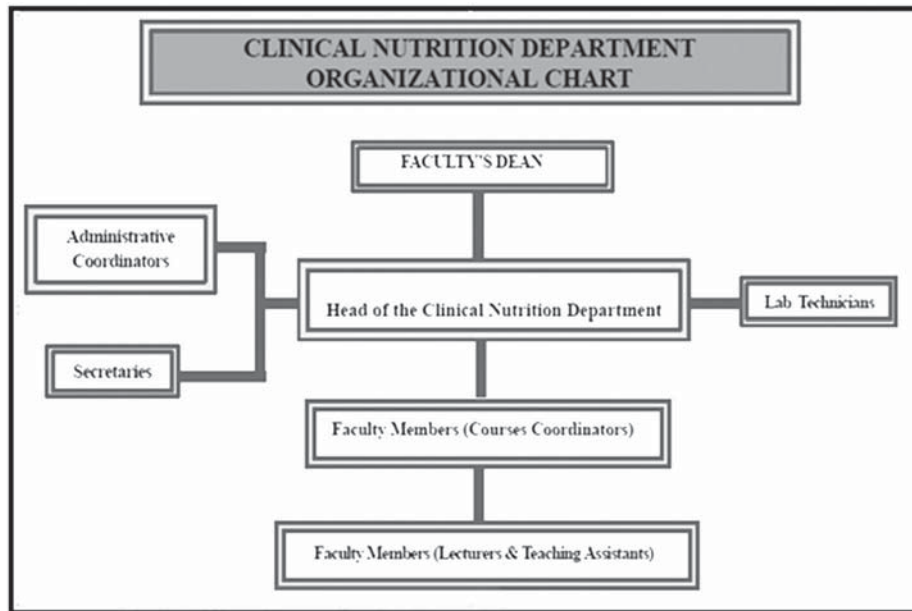 CLINICAL NUTRITION DEPARTMENT
ORGANIZATIONAL CHART
FACULTY'S DEAN
Administrative
Coordinators
Head of the Clinical Nutrition Department
Lab Technicians
Secretaries
Faculty Members (Courses Coordinators)
Faculty Members (Lecturers & Teaching Assistants)